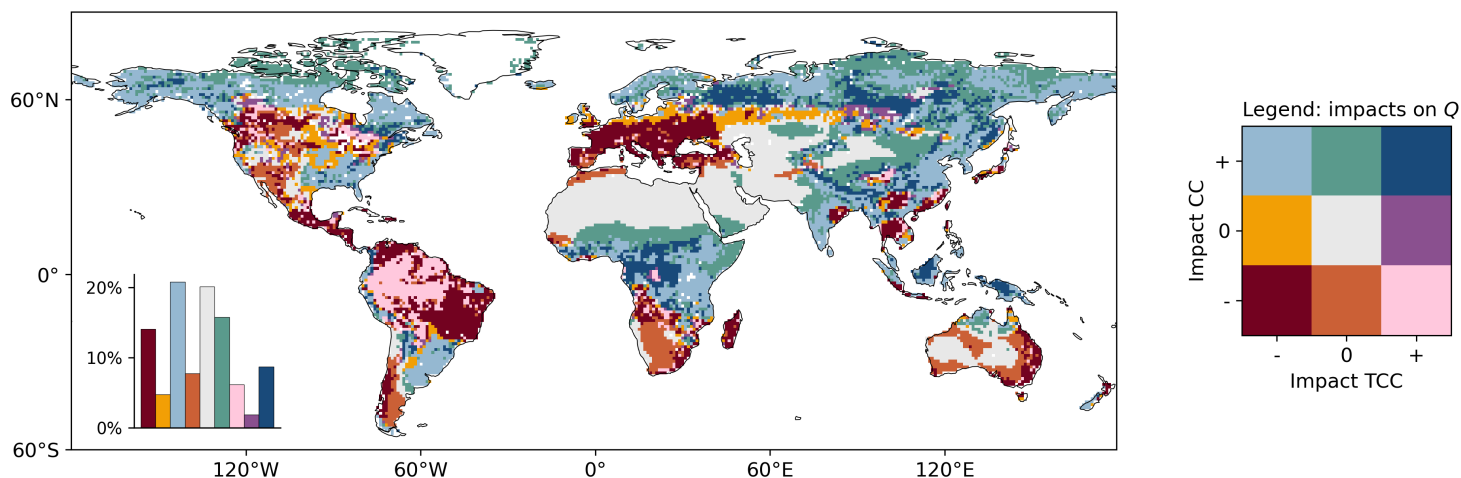 60°N
0°
60°S
120°W
60°W
0°
60°E
120°E
20%
10%
0%
Legend: impacts on Q
Impact CC
+
0
-
-
0
+
Impact TCC